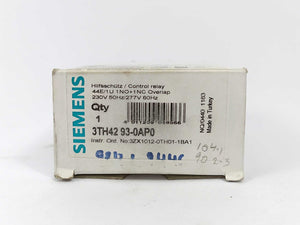 SIEMENS
Hilfsschütz / Control relay
44E/1U 1NO+1NC Overlap
230V 50Hz/277V 60Hz
Qty
1
3TH42 93-0AP0
Instr. Ord. No:3ZX1012-0TH01-1BA1
Made in Turkey